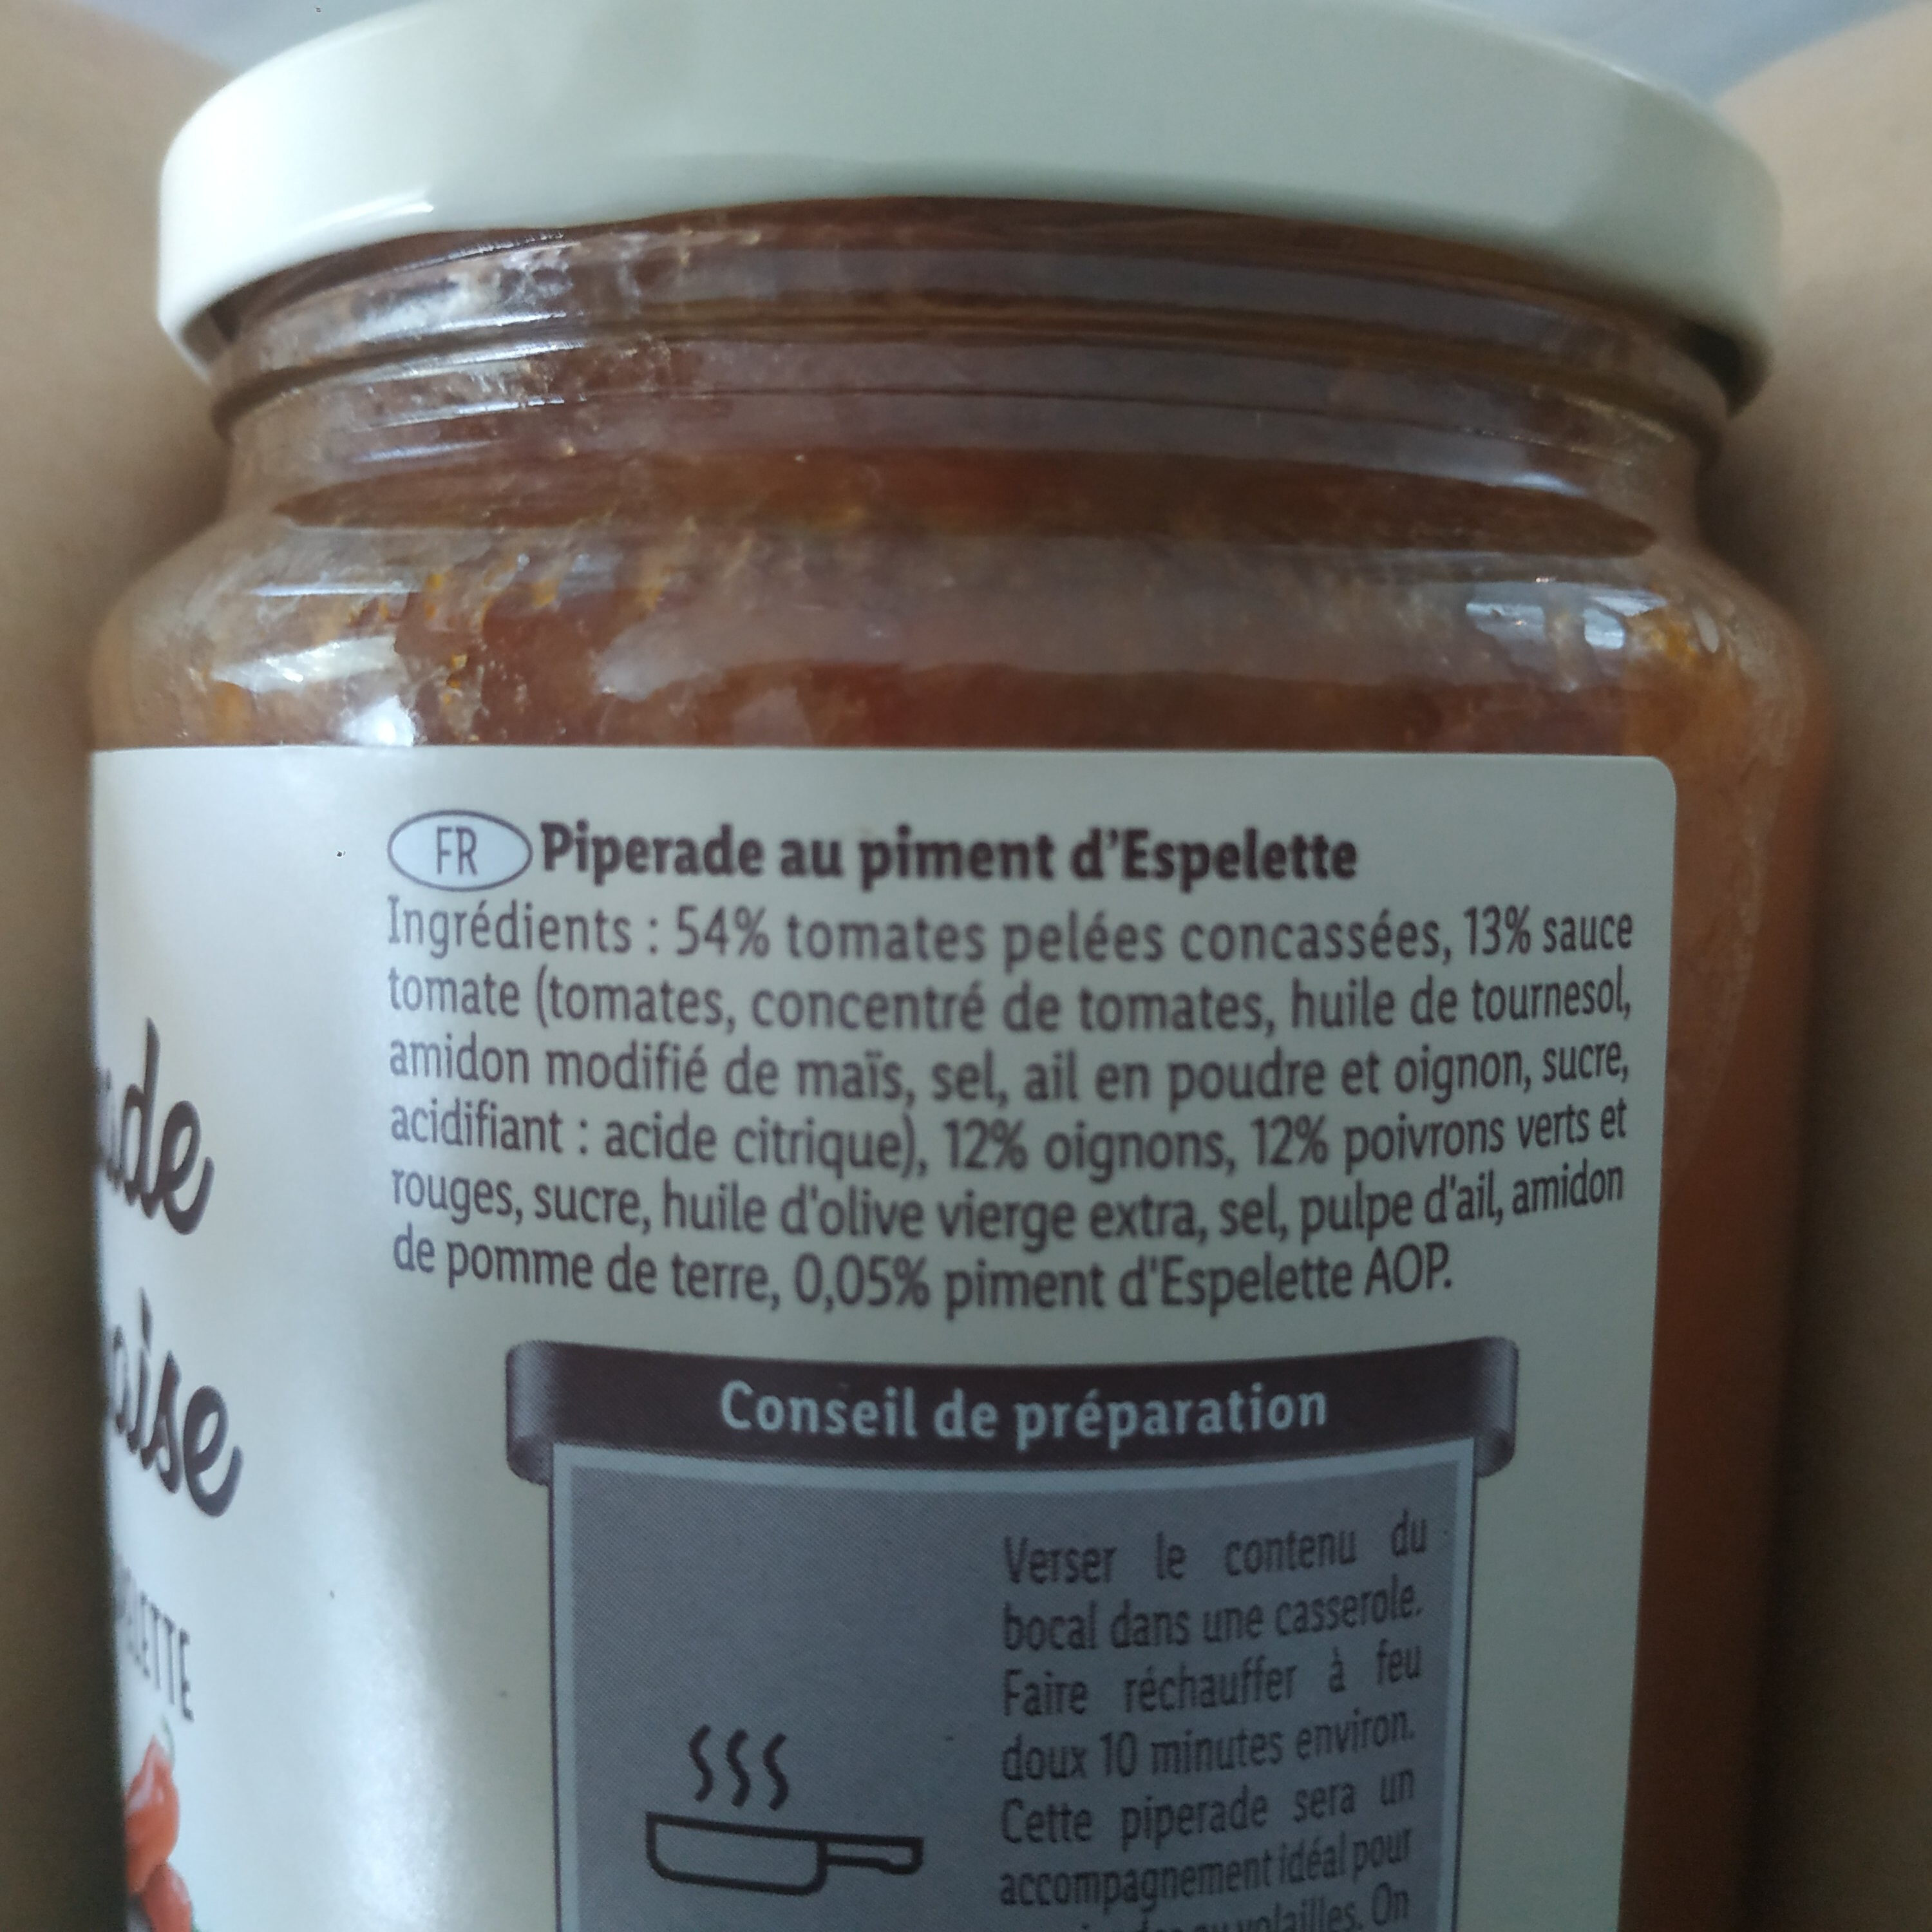 FR Piperade au piment d'Espelette
Ingrédients : 54% tomates pelées concassées, 13% sauce
tomate (tomates, concentré de tomates, huile de tournesol,
amidon modifié de maïs, sel, ail en poudre et oignon, sucre,
acidifiant : acide citrique), 12% oignons, 12% poivrons verts et
rouges, sucre, huile d'olive vierge extra, sel, pulpe d'ail, amidon
de pomme de terre, 0,05% piment d'Espelette AOP.
Conseil de préparation
Verser le contenu du
bocal dans une casserole.
Faire réchauffer à feu
doux 10 minutes environ.
Cette piperade sera un
accompagnement idéal pour
volailles. On